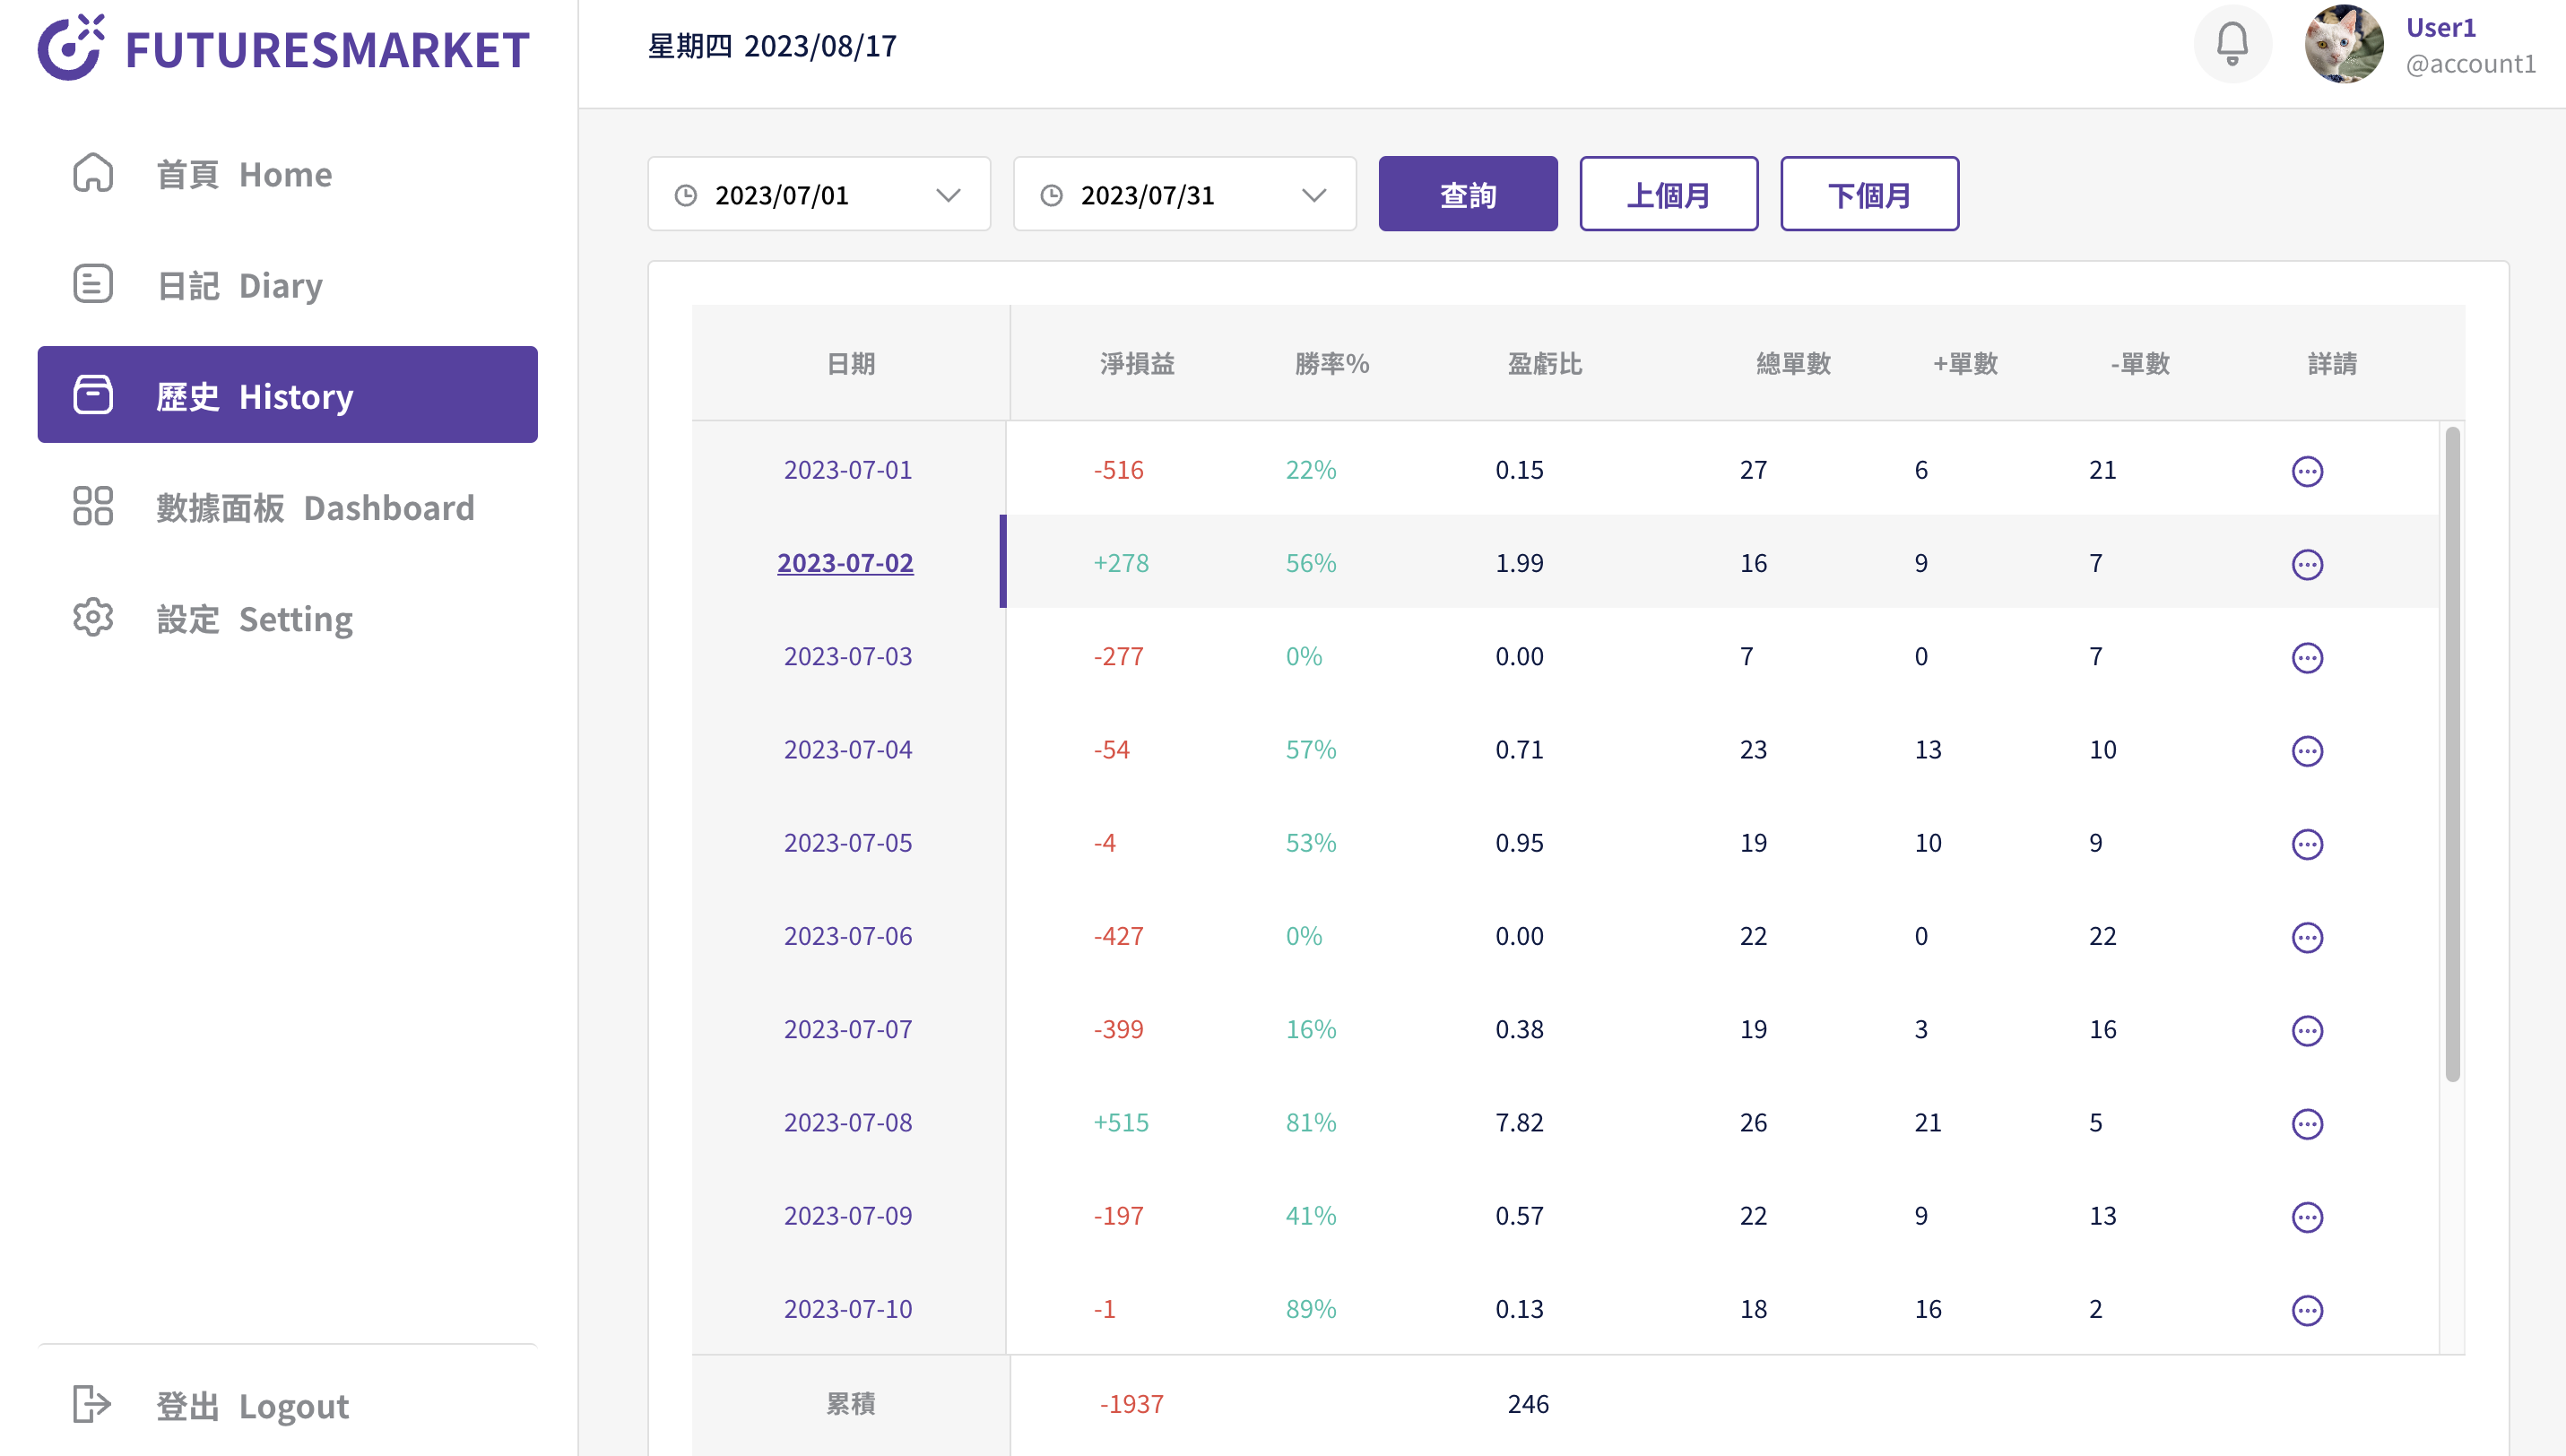 FUTURESMARKET
星期四 2023/08/17
User1
@account1
首頁 Home
日記 Diary
歷史 History
數據面板 Dashboard
設定 Setting
登出 Logout
2023/07/01 2023/07/31 查詢 上個月 下個月
日期 淨損益 勝率% 盈虧比 總單數 +單數 -單數 詳請
2023-07-01 -516 22% 0.15 27 6 21
2023-07-02 +278 56% 1.99 16 9 7
2023-07-03 -277 0% 0.00 7 0 7
2023-07-04 -54 57% 0.71 23 13 10
2023-07-05 -4 53% 0.95 19 10 9
2023-07-06 -427 0% 0.00 22 0 22
2023-07-07 -399 16% 0.38 19 3 16
2023-07-08 +515 81% 7.82 26 21 5
2023-07-09 -197 41% 0.57 22 9 13
2023-07-10 -1 89% 0.13 18 16 2
累積 -1937 246